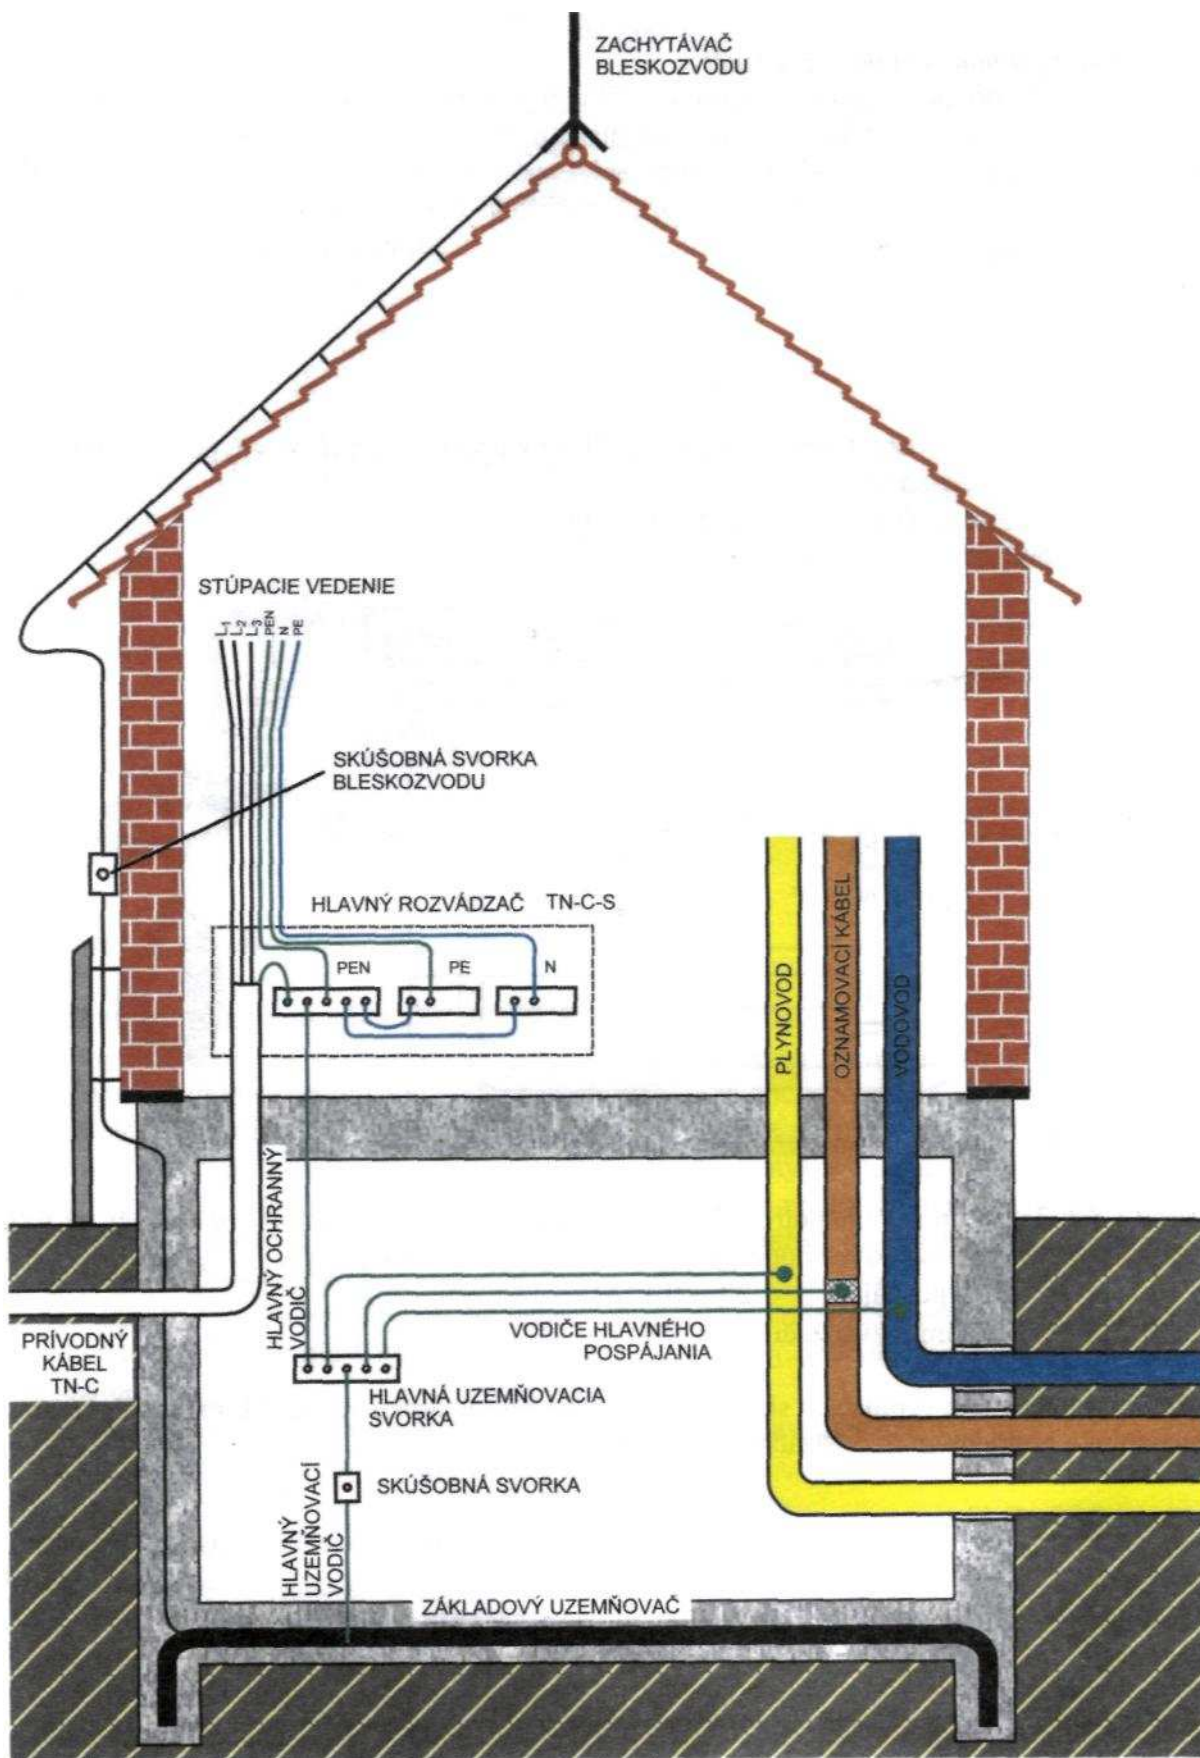 ZACHYTÁVAČ
BLESKOZVODU
STÚPACIE VEDENIE
L1
L2
L3
PEN
N
PE
SKÚŠOBNÁ SVORKA
BLESKOZVODU
HLAVNÝ ROZVÁDZAČ TN-C-S
PEN
PE
N
PLYNOVOD
OZNAMOVACÍ KÁBEL
VODOVOD
HLAVNÝ OCHRANNÝ
VODIČ
PRÍVODNÝ
KÁBEL
TN-C
VODIČE HLAVNÉHO
POSPÁJANIA
HLAVNÁ UZEMŇOVACIA
SVORKA
SKÚŠOBNÁ SVORKA
HLAVNÝ
UZEMŇOVACÍ
VODIČ
ZÁKLADOVÝ UZEMŇOVAČ